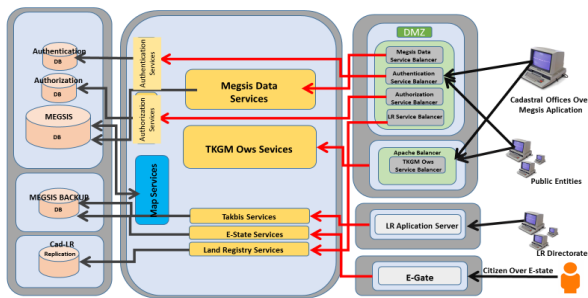 Authentication
DB
Authorization
DB
MEGSIS
DB
MEGSIS BACKUP
DB
Cad-LR
Replication
Authentication
Services
Authorization
Services
Map Services
Megsis Data
Services
TKGM Ows Sevices
Takbis Services
E-State Services
Land Registry Services
DMZ
Megsis Data
Service Balancer
Authentication
Service Balancer
Authorization
Service Balancer
LR Service Balancer
Apache Balancer
TKGM Ows
Service Balancer
LR Aplication Server
E-Gate
Cadastral Offices Over
Megsis Aplication
Public Entities
LR Directorate
Citizen Over E-state